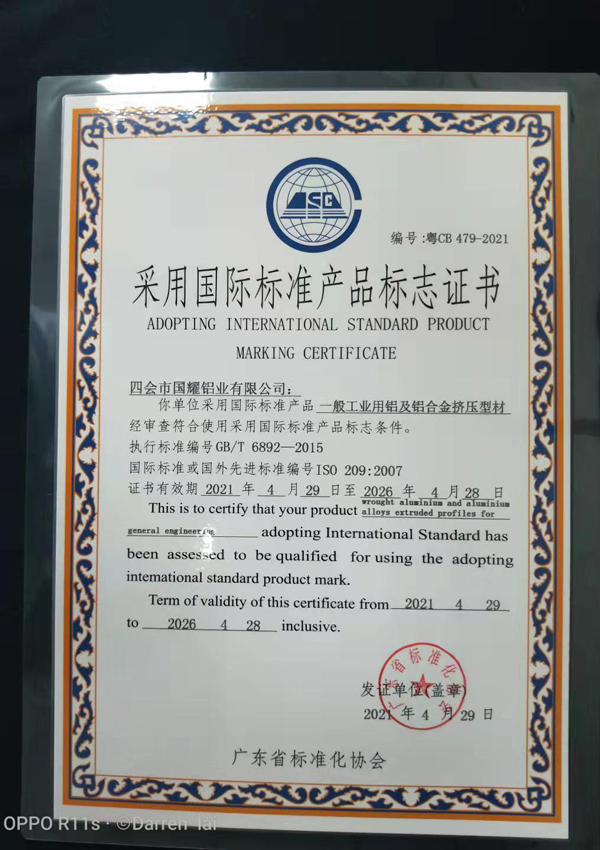 编号:粤CB 479-2021
采用国际标准产品标志证书
ADOPTING INTERNATIONAL STANDARD PRODUCT
MARKING CERTIFICATE
四会市国耀铝业有限公司:
你单位采用国际标准产品 一般工业用铝及铝合金挤压型材
经审查符合使用采用国际标准产品标志条件。
执行标准编号GB/T 6892—2015
国际标准或国外先进标准编号ISO 209:2007
证书有效期 2021 年 4 月 29 日至 2026 年 4 月 28 日
This is to certify that your product wrought aluminium and aluminium
alloys extruded profiles for
general engineering adopting International Standard has
been assessed to be qualified for using the adopting
international standard product mark.
Term of validity of this certificate from 2021 4 29
to 2026 4 28 inclusive.
发证单位(盖章)
2021 年 4 月 29 日
广东省标准化协会
OPPO R11s · ©Darren lai